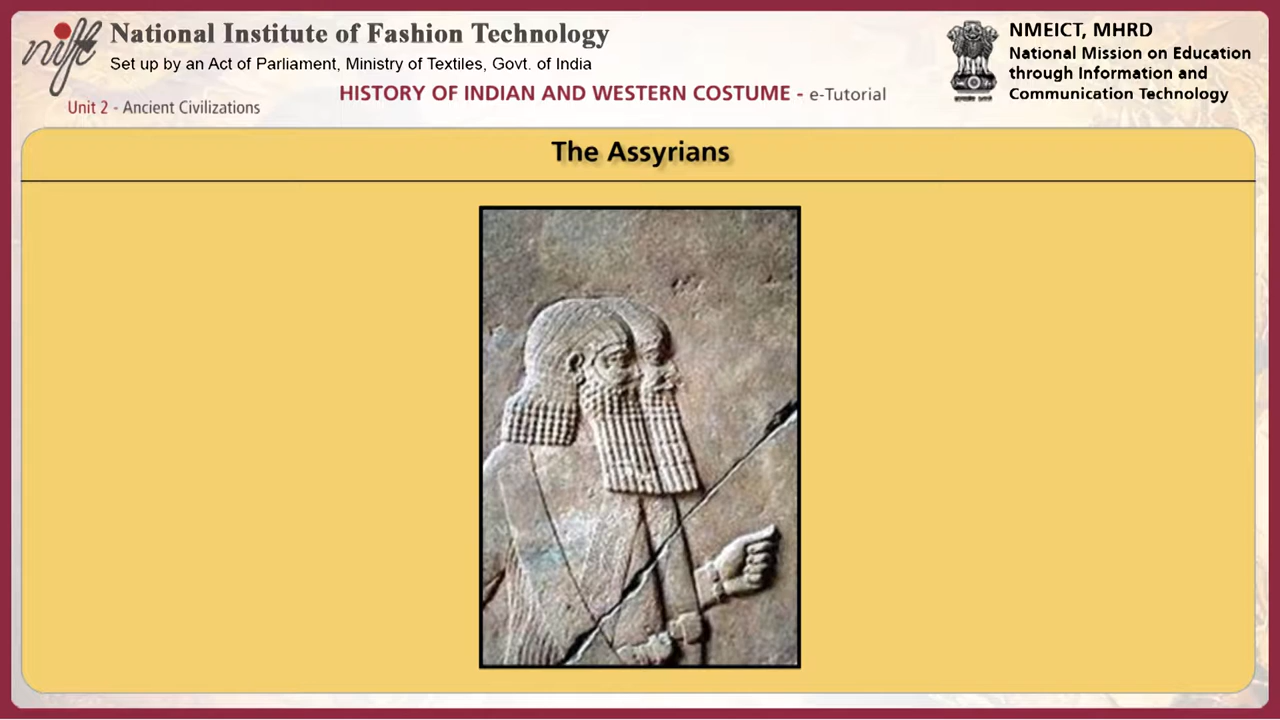 nift
National Institute of Fashion Technology
Set up by an Act of Parliament, Ministry of Textiles, Govt. of India
Unit 2 - Ancient Civilizations
HISTORY OF INDIAN AND WESTERN COSTUME - e-Tutorial
NMEICT, MHRD
National Mission on Education
through Information and
Communication Technology
The Assyrians